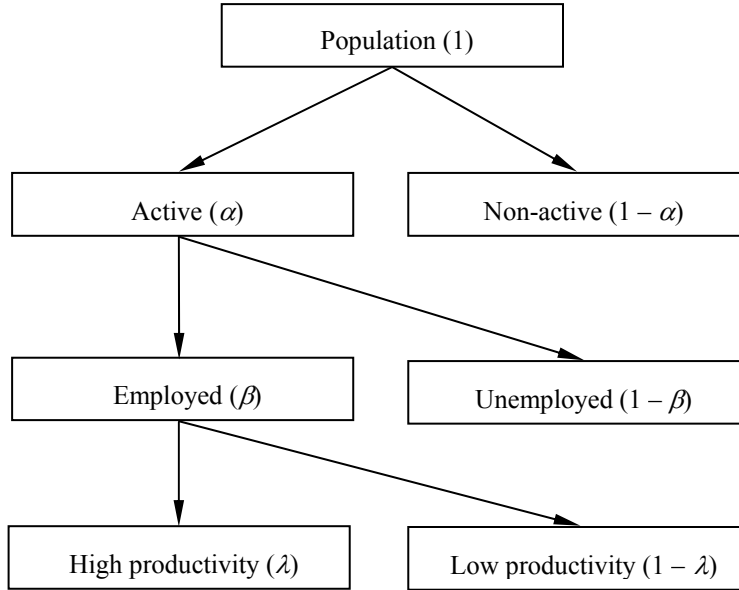 Population (1)
Active (α)
Non-active (1 – α)
Employed (β)
Unemployed (1 – β)
High productivity (λ)
Low productivity (1 – λ)